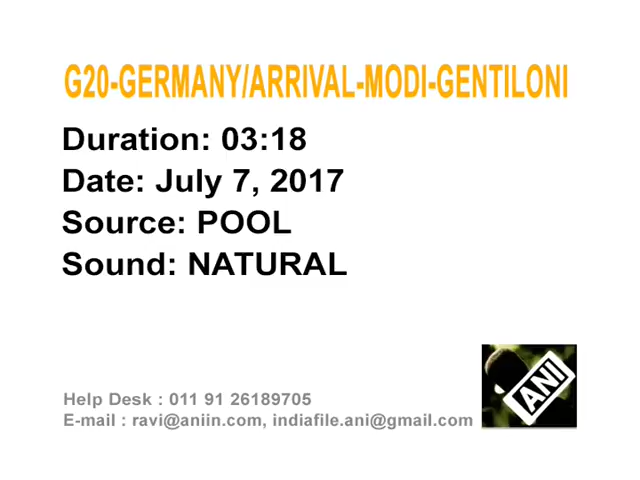 G20-GERMANY/ARRIVAL-MODI-GENTILONI
Duration: 03:18
Date: July 7, 2017
Source: POOL
Sound: NATURAL
Help Desk : 011 91 26189705
E-mail : ravi@aniin.com, indiafile.ani@gmail.com
ANI